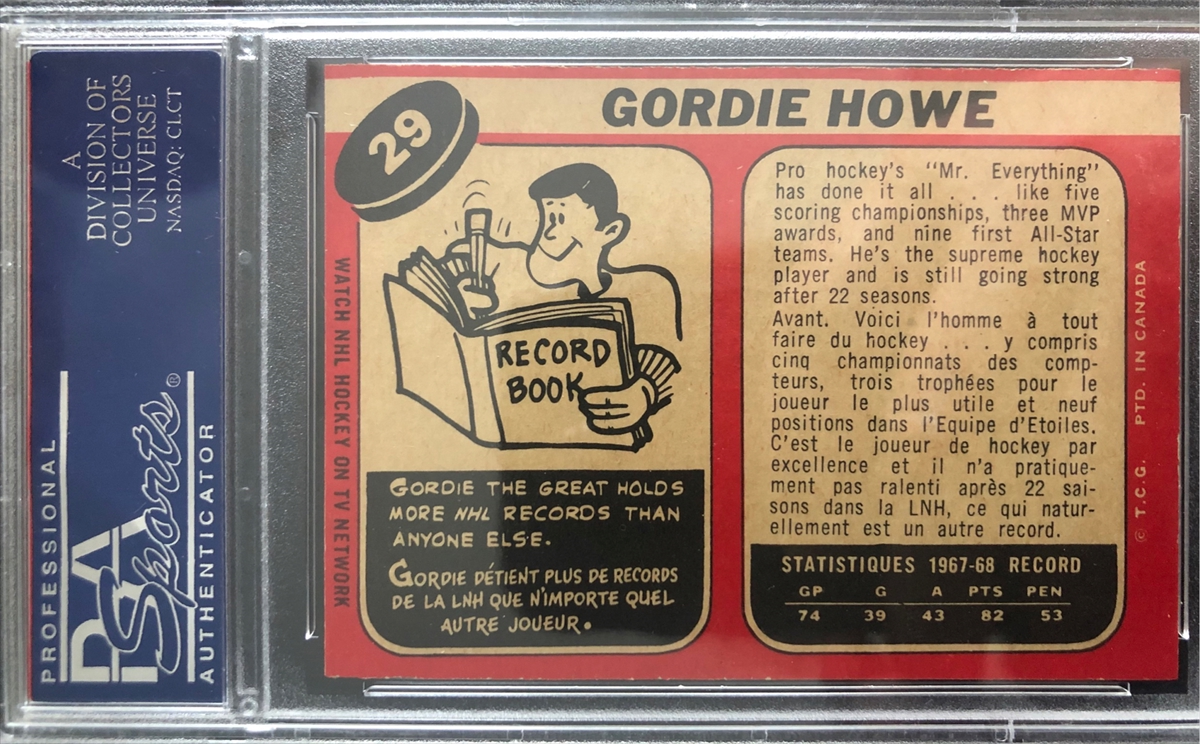 A
DIVISION OF
COLLECTORS
UNIVERSE
NASDAQ: CLCT
PROFESSIONAL
PSA
Sports®
AUTHENTICATOR
29
GORDIE HOWE
WATCH NHL HOCKEY ON TV NETWORK
RECORD
BOOK
GORDIE THE GREAT HOLDS
MORE NHL RECORDS THAN
ANYONE ELSE.
GORDIE DÉTIENT PLUS DE RECORDS
DE LA LNH QUE N'IMPORTE QUEL
AUTRE JOUEUR.
Pro hockey's "Mr. Everything"
has done it all . . . like five
scoring championships, three MVP
awards, and nine first All-Star
teams. He's the supreme hockey
player and is still going strong
after 22 seasons.
Avant. Voici l'homme à tout
faire du hockey . . . y compris
cinq championnats des comp-
teurs, trois trophées pour le
joueur le plus utile et neuf
positions dans l'Equipe d'Etoiles.
C'est le joueur de hockey par
excellence et il n'a pratique-
ment pas ralenti après 22 sai-
sons dans la LNH, ce qui natur-
ellement est un autre record.
STATISTIQUES 1967-68 RECORD
GP G A PTS PEN
74 39 43 82 53
© T.C.G. PTD. IN CANADA